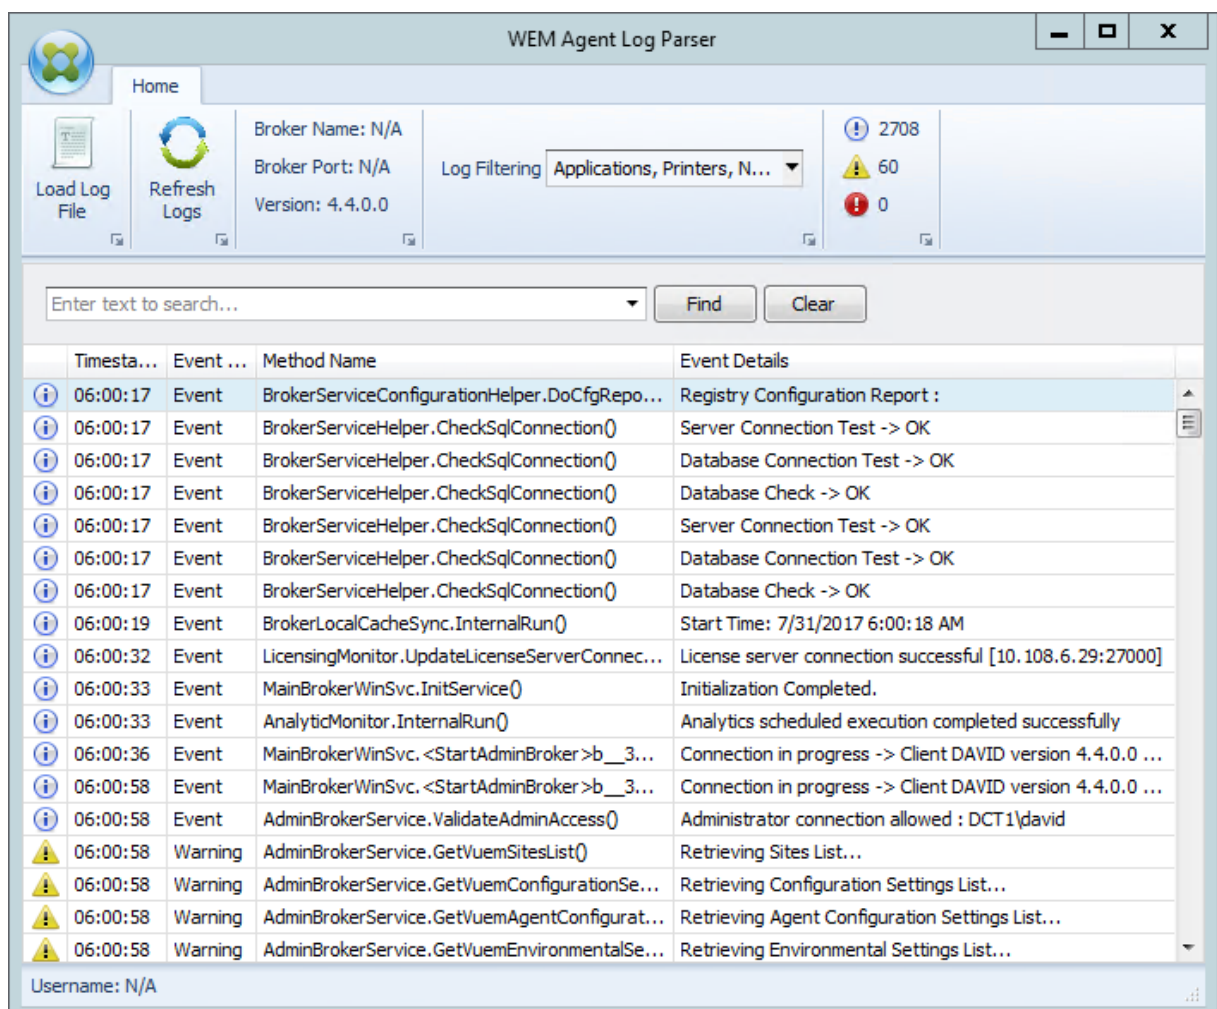 WEM Agent Log Parser
Home
Load Log File
Refresh Logs
Broker Name: N/A
Broker Port: N/A
Version: 4.4.0.0
Log Filtering Applications, Printers, N...
2708
60
0
Enter text to search... Find Clear
Timesta... Event ... Method Name Event Details
06:00:17 Event BrokerServiceConfigurationHelper.DoCfgRepo... Registry Configuration Report :
06:00:17 Event BrokerServiceHelper.CheckSqlConnection() Server Connection Test -> OK
06:00:17 Event BrokerServiceHelper.CheckSqlConnection() Database Connection Test -> OK
06:00:17 Event BrokerServiceHelper.CheckSqlConnection() Database Check -> OK
06:00:17 Event BrokerServiceHelper.CheckSqlConnection() Server Connection Test -> OK
06:00:17 Event BrokerServiceHelper.CheckSqlConnection() Database Connection Test -> OK
06:00:17 Event BrokerServiceHelper.CheckSqlConnection() Database Check -> OK
06:00:19 Event BrokerLocalCacheSync.InternalRun() Start Time: 7/31/2017 6:00:18 AM
06:00:32 Event LicensingMonitor.UpdateLicenseServerConnec... License server connection successful [10.108.6.29:27000]
06:00:33 Event MainBrokerWinSvc.InitService() Initialization Completed.
06:00:33 Event AnalyticMonitor.InternalRun() Analytics scheduled execution completed successfully
06:00:36 Event MainBrokerWinSvc.<StartAdminBroker>b__3... Connection in progress -> Client DAVID version 4.4.0.0 ...
06:00:58 Event MainBrokerWinSvc.<StartAdminBroker>b__3... Connection in progress -> Client DAVID version 4.4.0.0 ...
06:00:58 Event AdminBrokerService.ValidateAdminAccess() Administrator connection allowed : DCT1\david
06:00:58 Warning AdminBrokerService.GetVuemSitesList() Retrieving Sites List...
06:00:58 Warning AdminBrokerService.GetVuemConfigurationSe... Retrieving Configuration Settings List...
06:00:58 Warning AdminBrokerService.GetVuemAgentConfigurat... Retrieving Agent Configuration Settings List...
06:00:58 Warning AdminBrokerService.GetVuemEnvironmentalSe... Retrieving Environmental Settings List...
Username: N/A